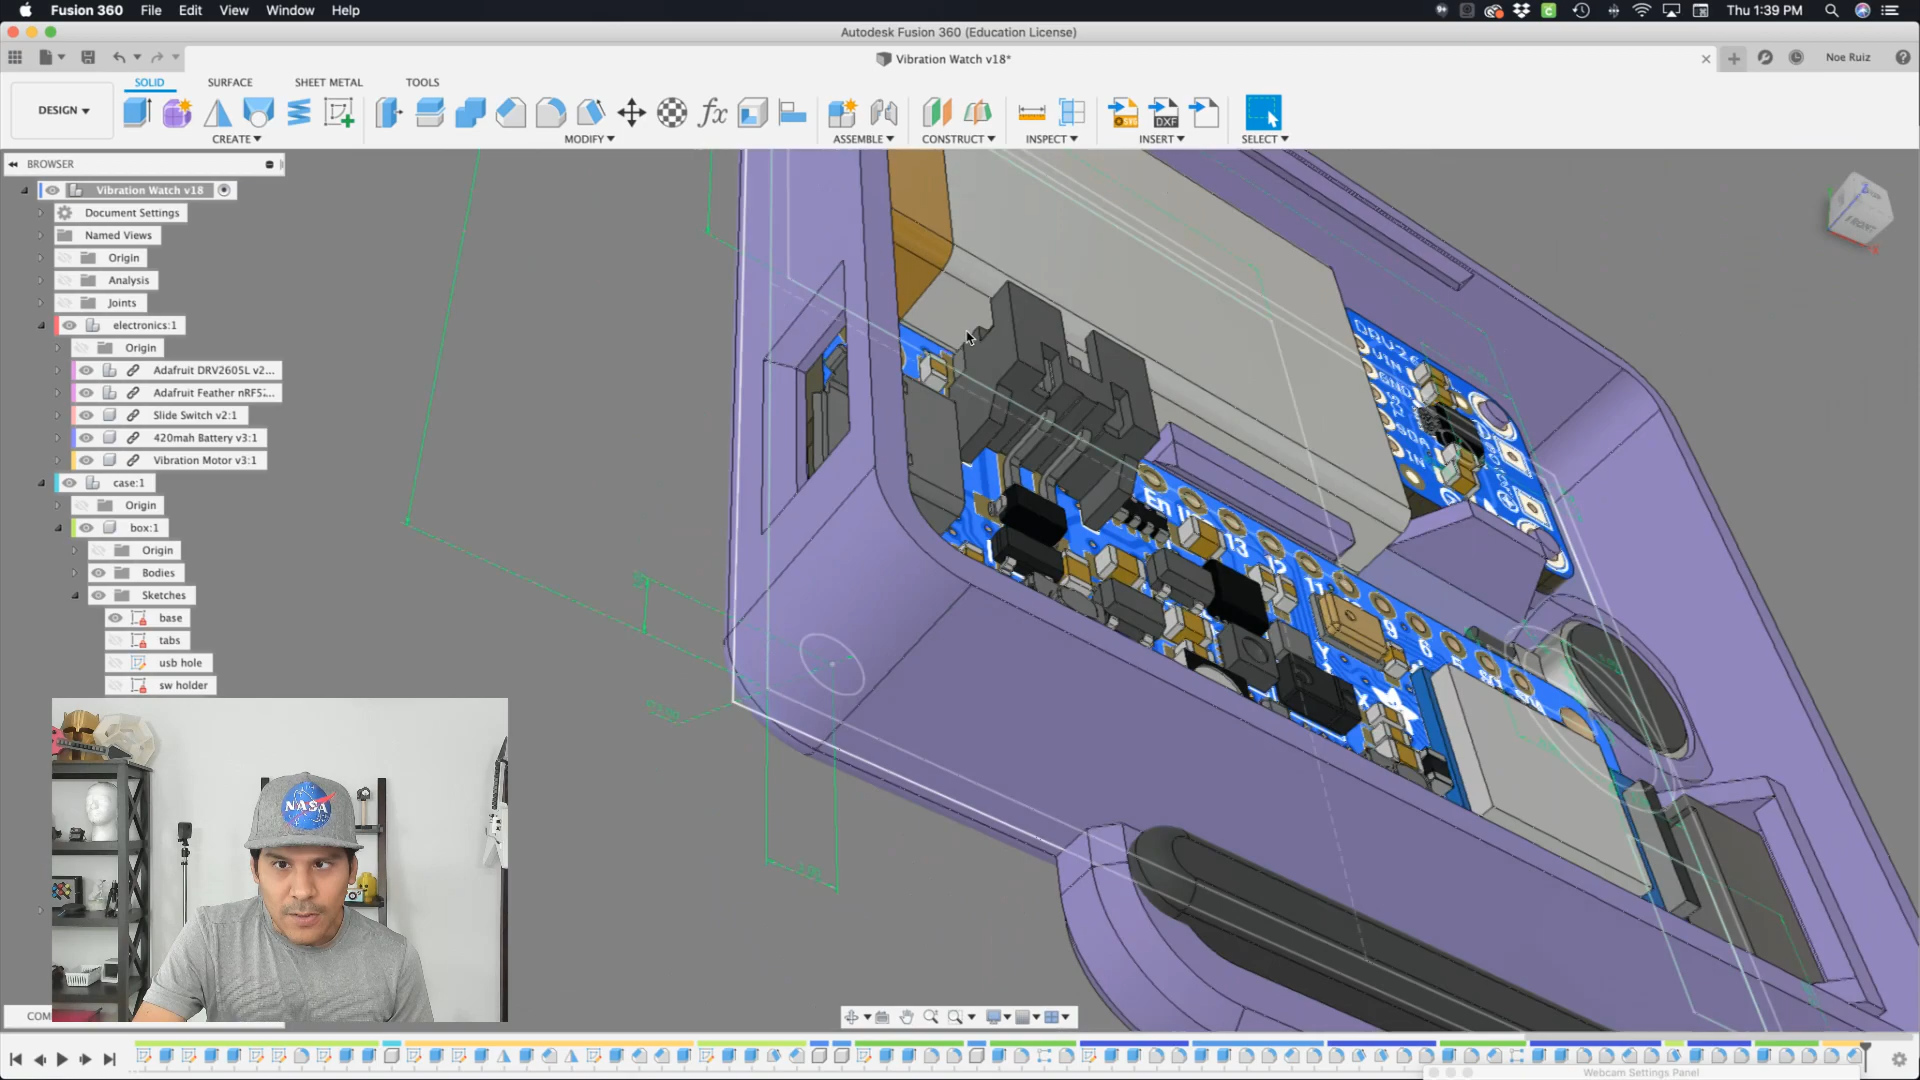 Fusion 360 File Edit View Window Help
Thu 1:39 PM
Autodesk Fusion 360 (Education License)
Vibration Watch v18*
Noe Ruiz
SOLID SURFACE SHEET METAL TOOLS
DESIGN
CREATE MODIFY ASSEMBLE CONSTRUCT INSPECT INSERT SELECT
BROWSER
Vibration Watch v18
Document Settings
Named Views
Origin
Analysis
Joints
electronics:1
Origin
Adafruit DRV2605L v2...
Adafruit Feather nRF5...
Slide Switch v2:1
420mah Battery v3:1
Vibration Motor v3:1
case:1
Origin
box:1
Origin
Bodies
Sketches
base
tabs
usb hole
sw holder
FRONT
En
13
12
11
9
6
NASA
COM
Webcam Settings Panel